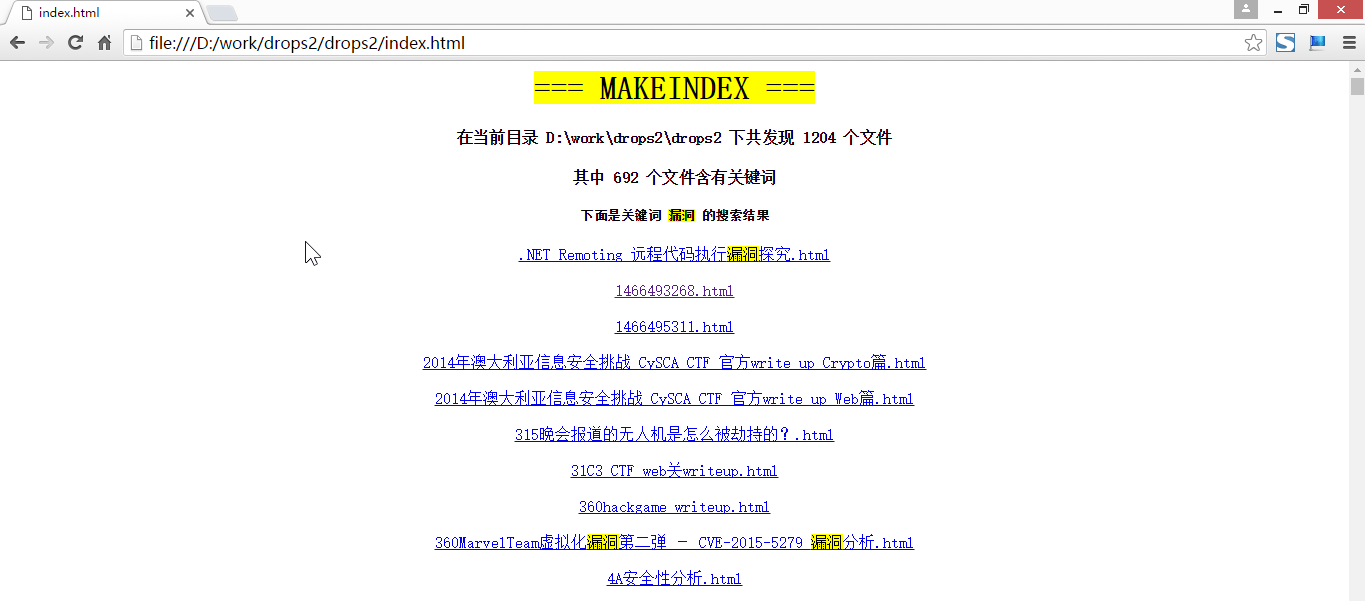 index.html
file:///D:/work/drops2/drops2/index.html
=== MAKEINDEX ===
在当前目录 D:\work\drops2\drops2 下共发现 1204 个文件
其中 692 个文件含有关键词
下面是关键词 漏洞 的搜索结果
.NET Remoting 远程代码执行漏洞探究.html
1466493268.html
1466495311.html
2014年澳大利亚信息安全挑战 CySCA CTF 官方write up Crypto篇.html
2014年澳大利亚信息安全挑战 CySCA CTF 官方write up Web篇.html
315晚会报道的无人机是怎么被劫持的？.html
31C3 CTF web关writeup.html
360hackgame writeup.html
360MarvelTeam虚拟化漏洞第二弹 － CVE-2015-5279 漏洞分析.html
4A安全性分析.html